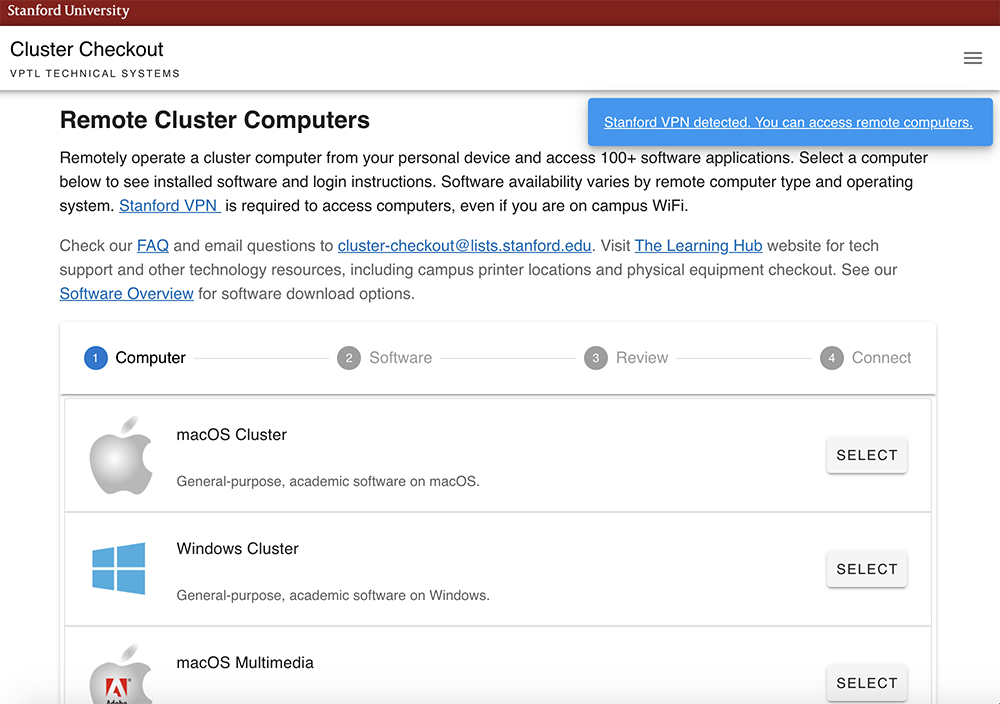 Stanford University
Cluster Checkout
VPTL TECHNICAL SYSTEMS
Stanford VPN detected. You can access remote computers.
Remote Cluster Computers
Remotely operate a cluster computer from your personal device and access 100+ software applications. Select a computer
below to see installed software and login instructions. Software availability varies by remote computer type and operating
system. Stanford VPN is required to access computers, even if you are on campus WiFi.
Check our FAQ and email questions to cluster-checkout@lists.stanford.edu. Visit The Learning Hub website for tech
support and other technology resources, including campus printer locations and physical equipment checkout. See our
Software Overview for software download options.
1 Computer 2 Software 3 Review 4 Connect
macOS Cluster
General-purpose, academic software on macOS.
SELECT
Windows Cluster
General-purpose, academic software on Windows.
SELECT
macOS Multimedia
Adobe
SELECT